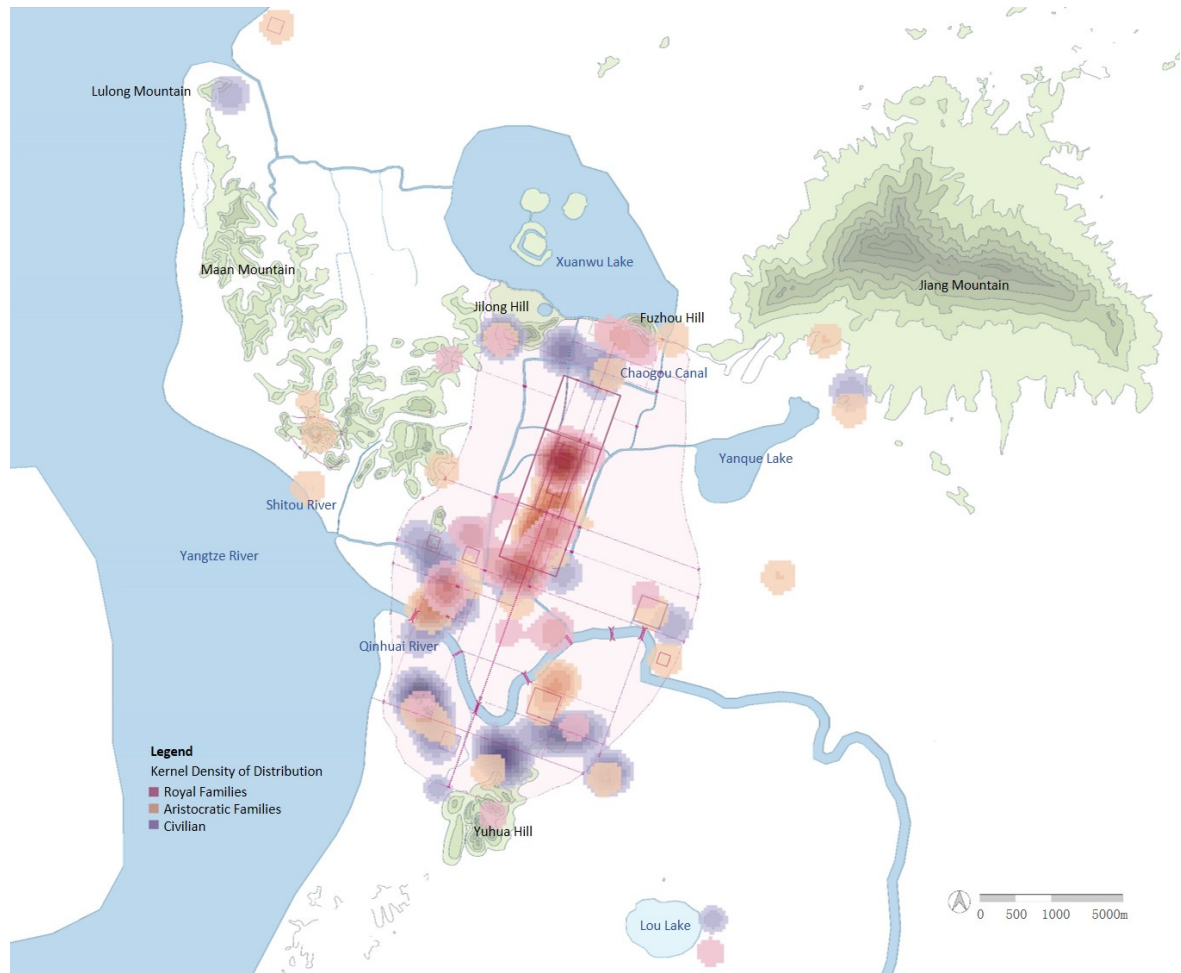 Lulong Mountain
Maan Mountain
Xuanwu Lake
Jiang Mountain
Jilong Hill
Fuzhou Hill
Chaogou Canal
Yanque Lake
Shitou River
Yangtze River
Qinhuai River
Legend
Kernel Density of Distribution
Royal Families
Aristocratic Families
Civilian
Yuhua Hill
Lou Lake
0 500 1000 5000m